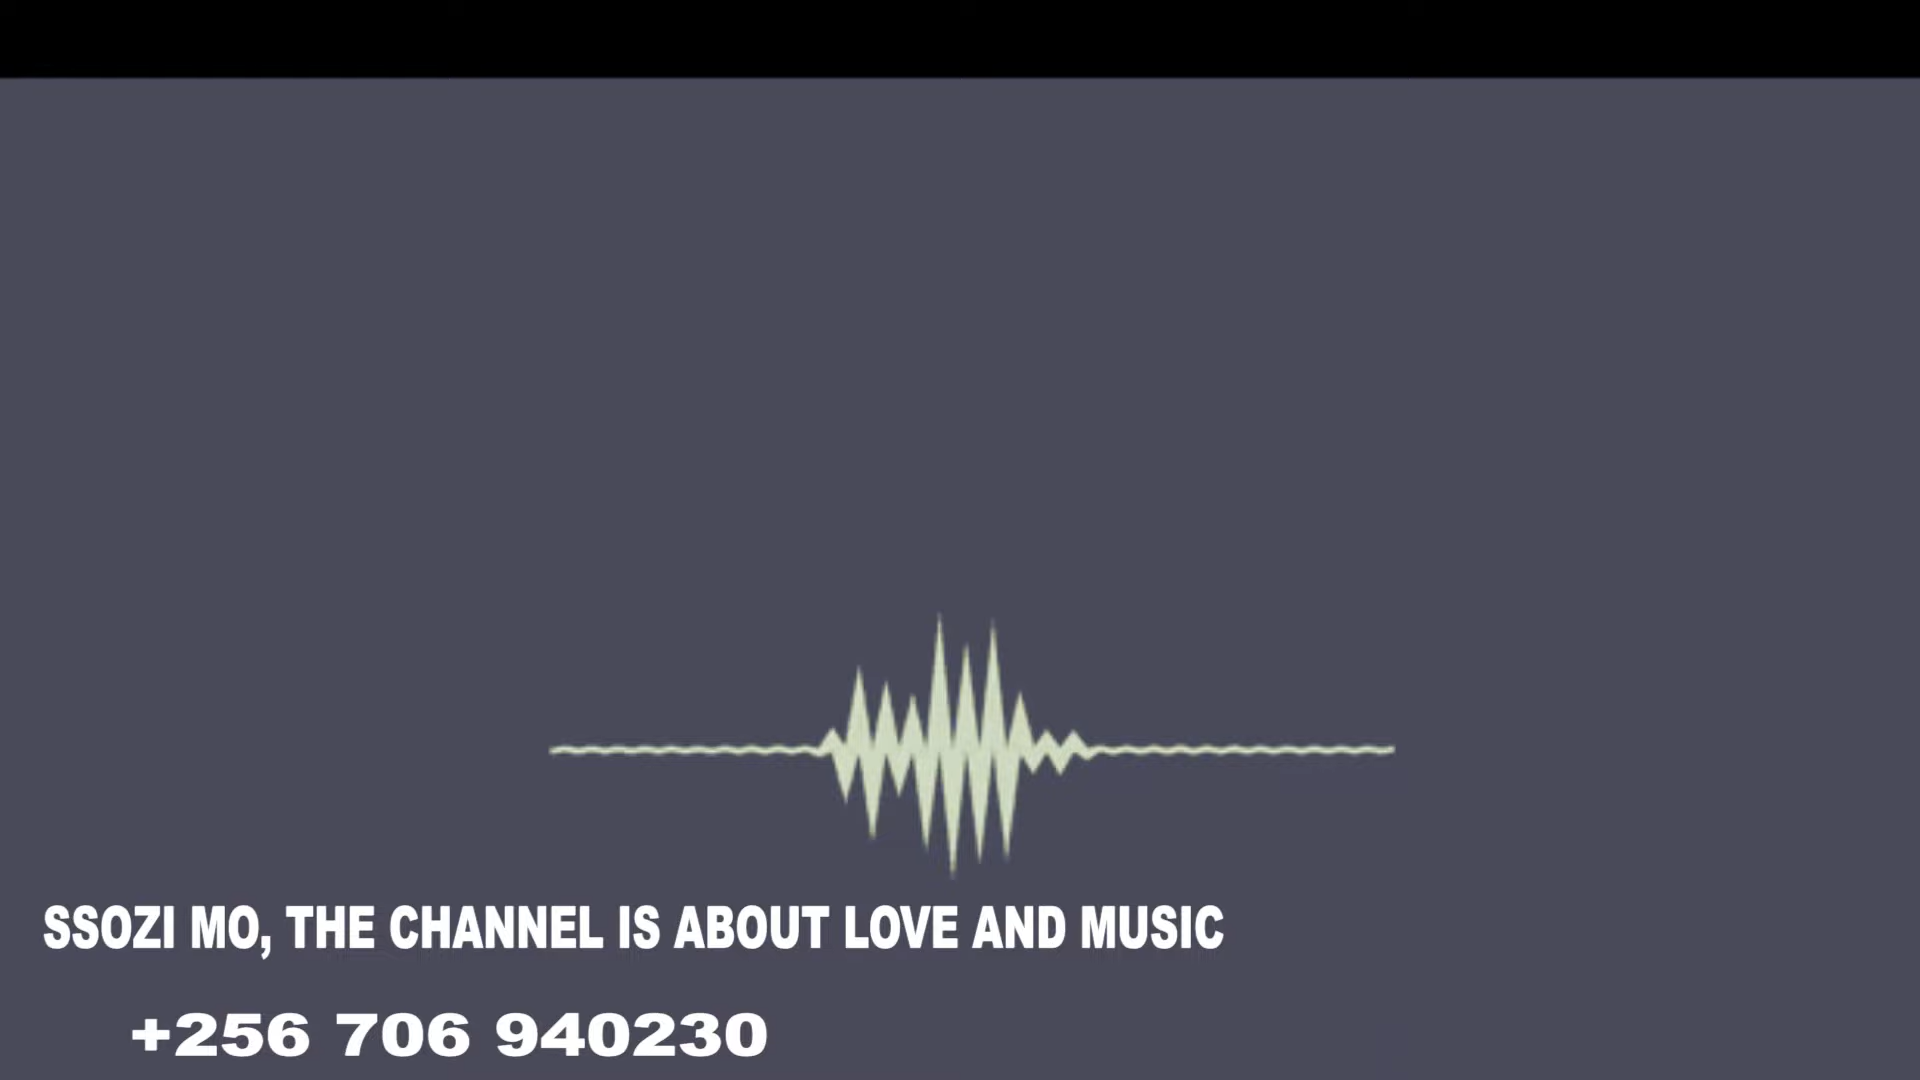 SSOZI MO, THE CHANNEL IS ABOUT LOVE AND MUSIC
+256 706 940230